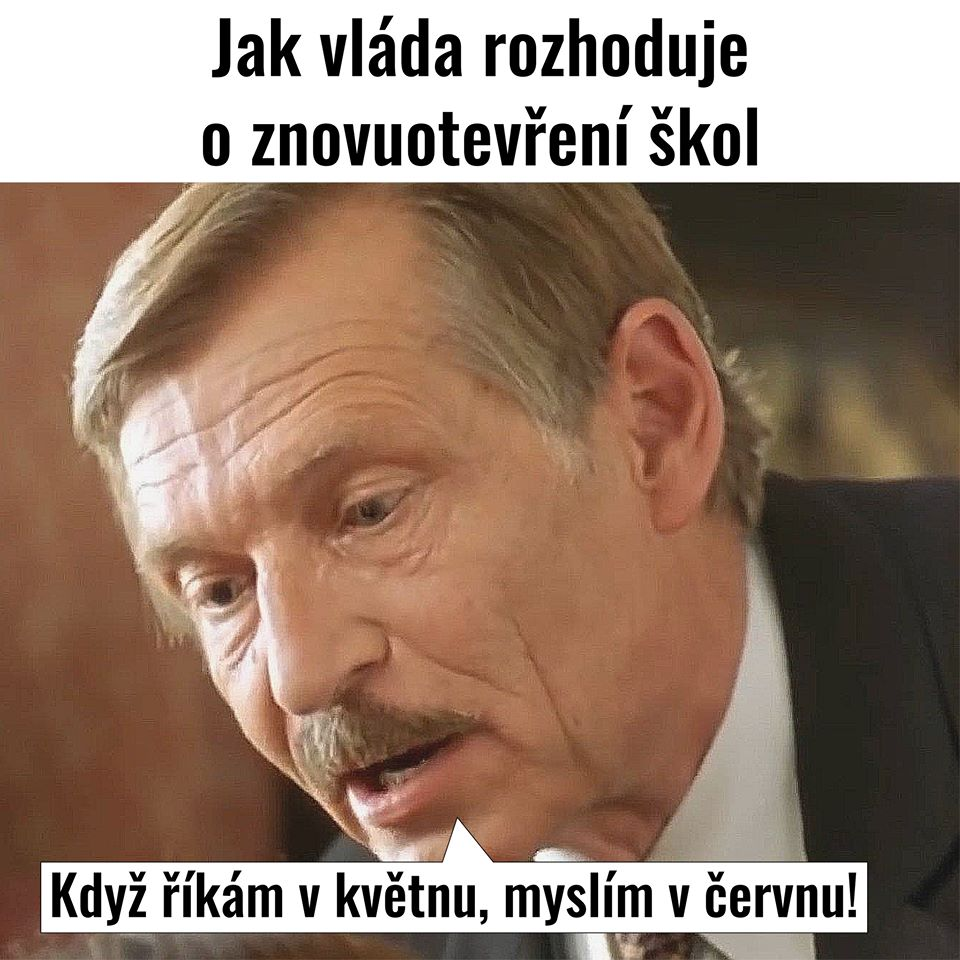 Jak vláda rozhoduje
o znovuotevření škol
Když říkám v květnu, myslím v červnu!